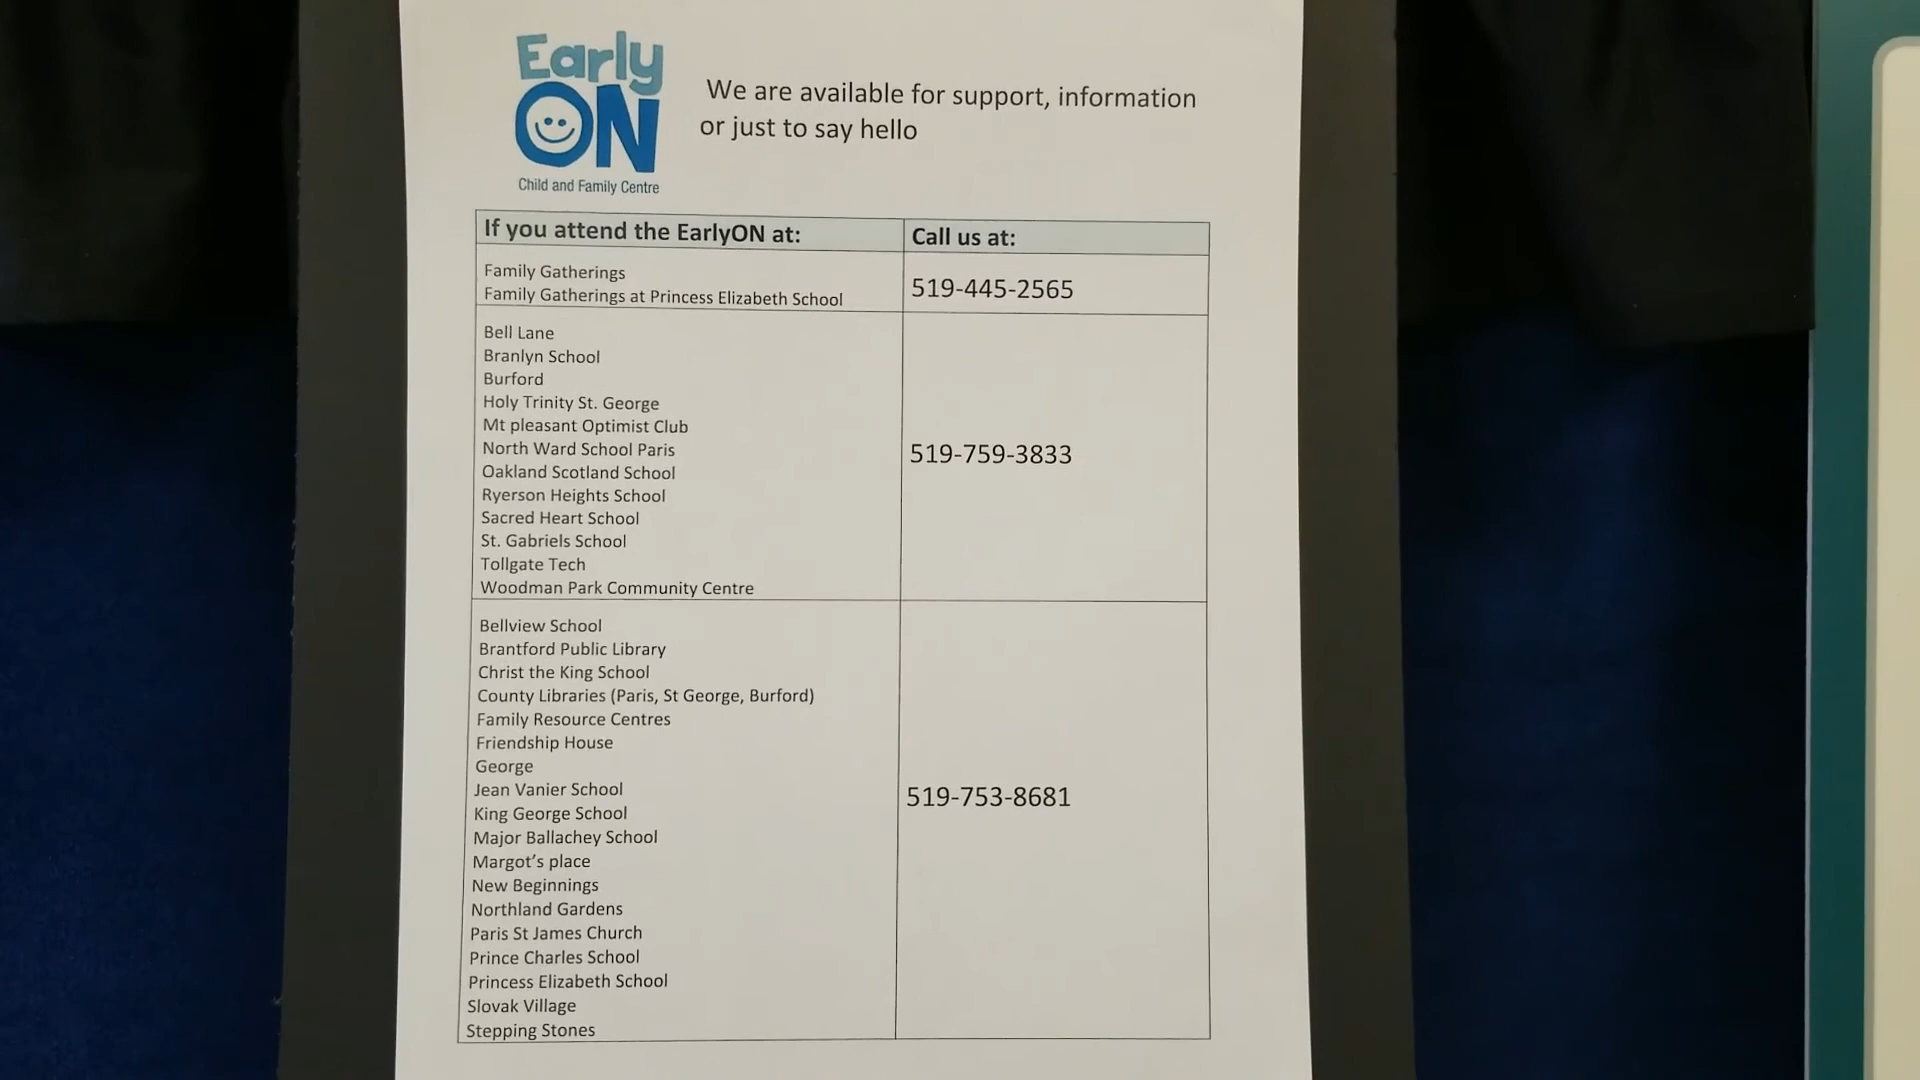 Early
ON
Child and Family Centre
We are available for support, information
or just to say hello
If you attend the EarlyON at:
Call us at:
Family Gatherings
Family Gatherings at Princess Elizabeth School
519-445-2565
Bell Lane
Branlyn School
Burford
Holy Trinity St. George
Mt pleasant Optimist Club
North Ward School Paris
Oakland Scotland School
Ryerson Heights School
Sacred Heart School
St. Gabriels School
Tollgate Tech
Woodman Park Community Centre
519-759-3833
Bellview School
Brantford Public Library
Christ the King School
County Libraries (Paris, St George, Burford)
Family Resource Centres
Friendship House
George
Jean Vanier School
King George School
Major Ballachey School
Margot's place
New Beginnings
Northland Gardens
Paris St James Church
Prince Charles School
Princess Elizabeth School
Slovak Village
Stepping Stones
519-753-8681